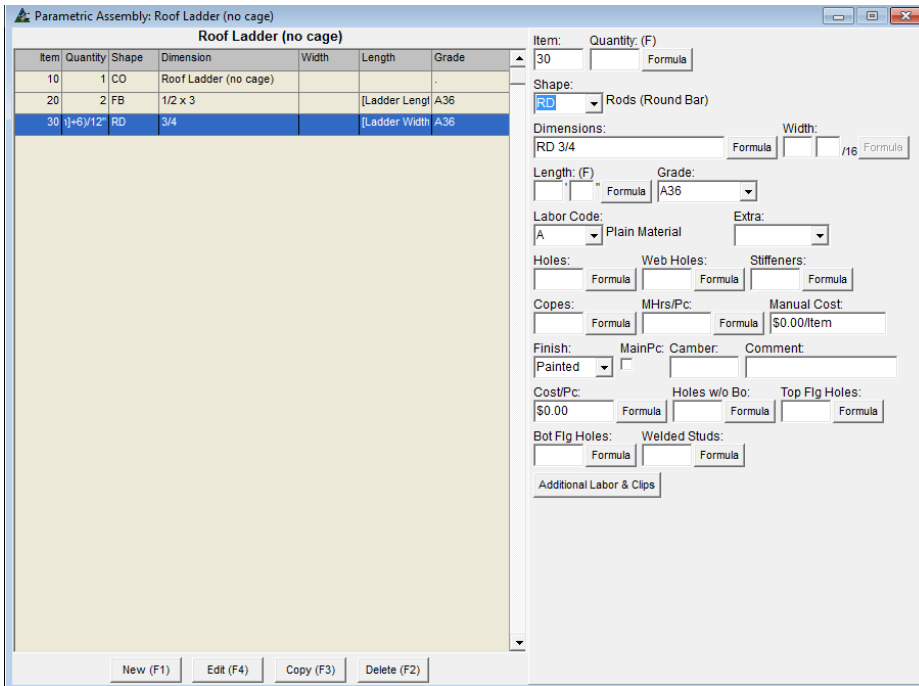 Parametric Assembly: Roof Ladder (no cage)
Roof Ladder (no cage)
Item Quantity Shape Dimension Width Length Grade
10 1 CO Roof Ladder (no cage) .
20 2 FB 1/2 x 3 [Ladder Lengt A36
30 ı]+6)/12" RD 3/4 [Ladder Width A36
New (F1) Edit (F4) Copy (F3) Delete (F2)
Item: Quantity: (F)
30 Formula
Shape:
RD Rods (Round Bar)
Dimensions: Width:
RD 3/4 Formula /16 Formula
Length: (F) Grade:
' " Formula A36
Labor Code: Extra:
A Plain Material
Holes: Web Holes: Stiffeners:
Formula Formula Formula
Copes: MHrs/Pc: Manual Cost:
Formula Formula $0.00/Item
Finish: MainPc: Camber: Comment:
Painted
Cost/Pc: Holes w/o Bo: Top Flg Holes:
$0.00 Formula Formula Formula
Bot Flg Holes: Welded Studs:
Formula Formula
Additional Labor & Clips